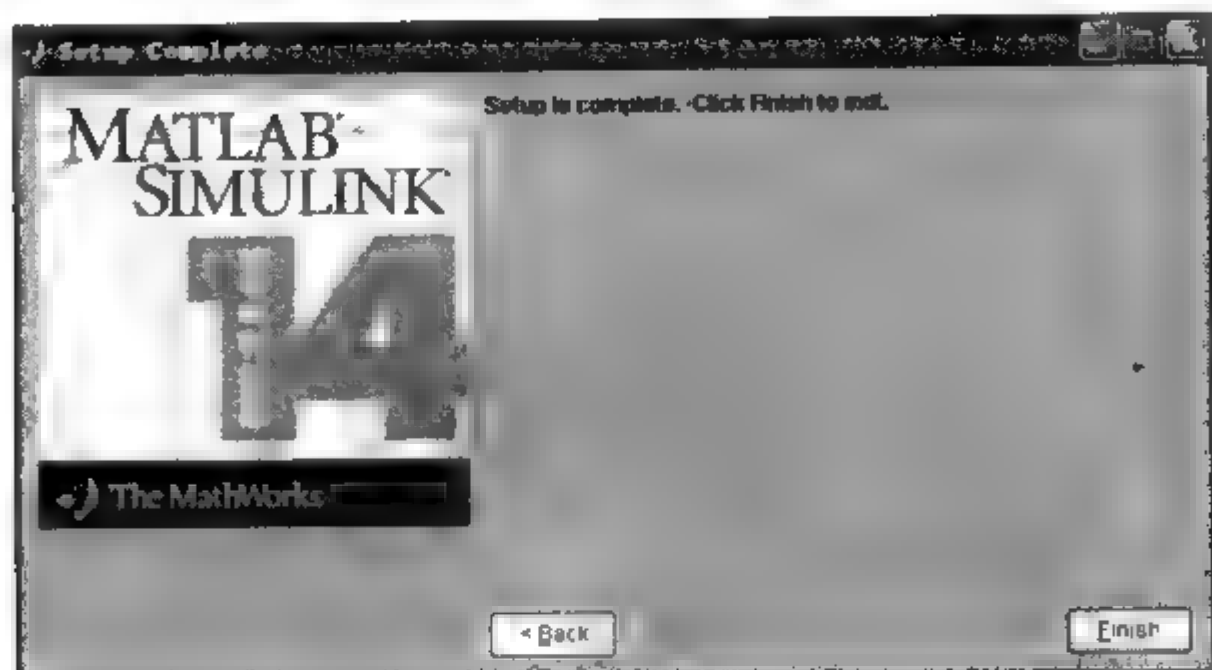 Setup Complete
MATLAB
SIMULINK
14
The MathWorks
Setup is complete. Click Finish to exit.
< Back
Finish